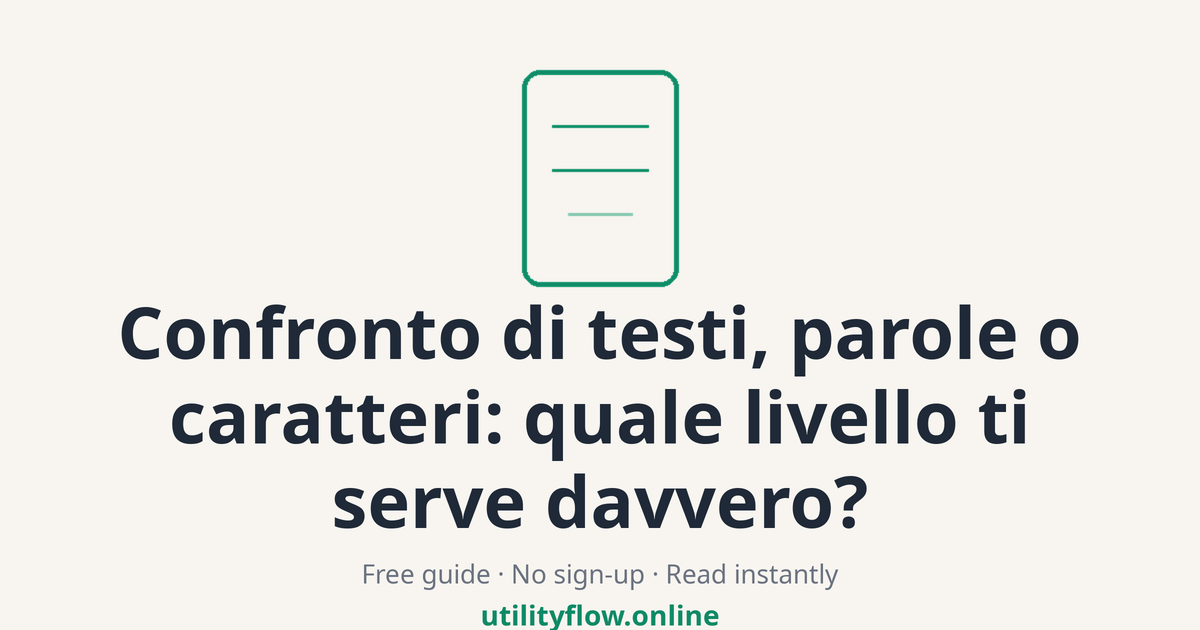 Confronto di testi, parole o
caratteri: quale livello ti
serve davvero?
Free guide · No sign-up · Read instantly
utilityflow.online